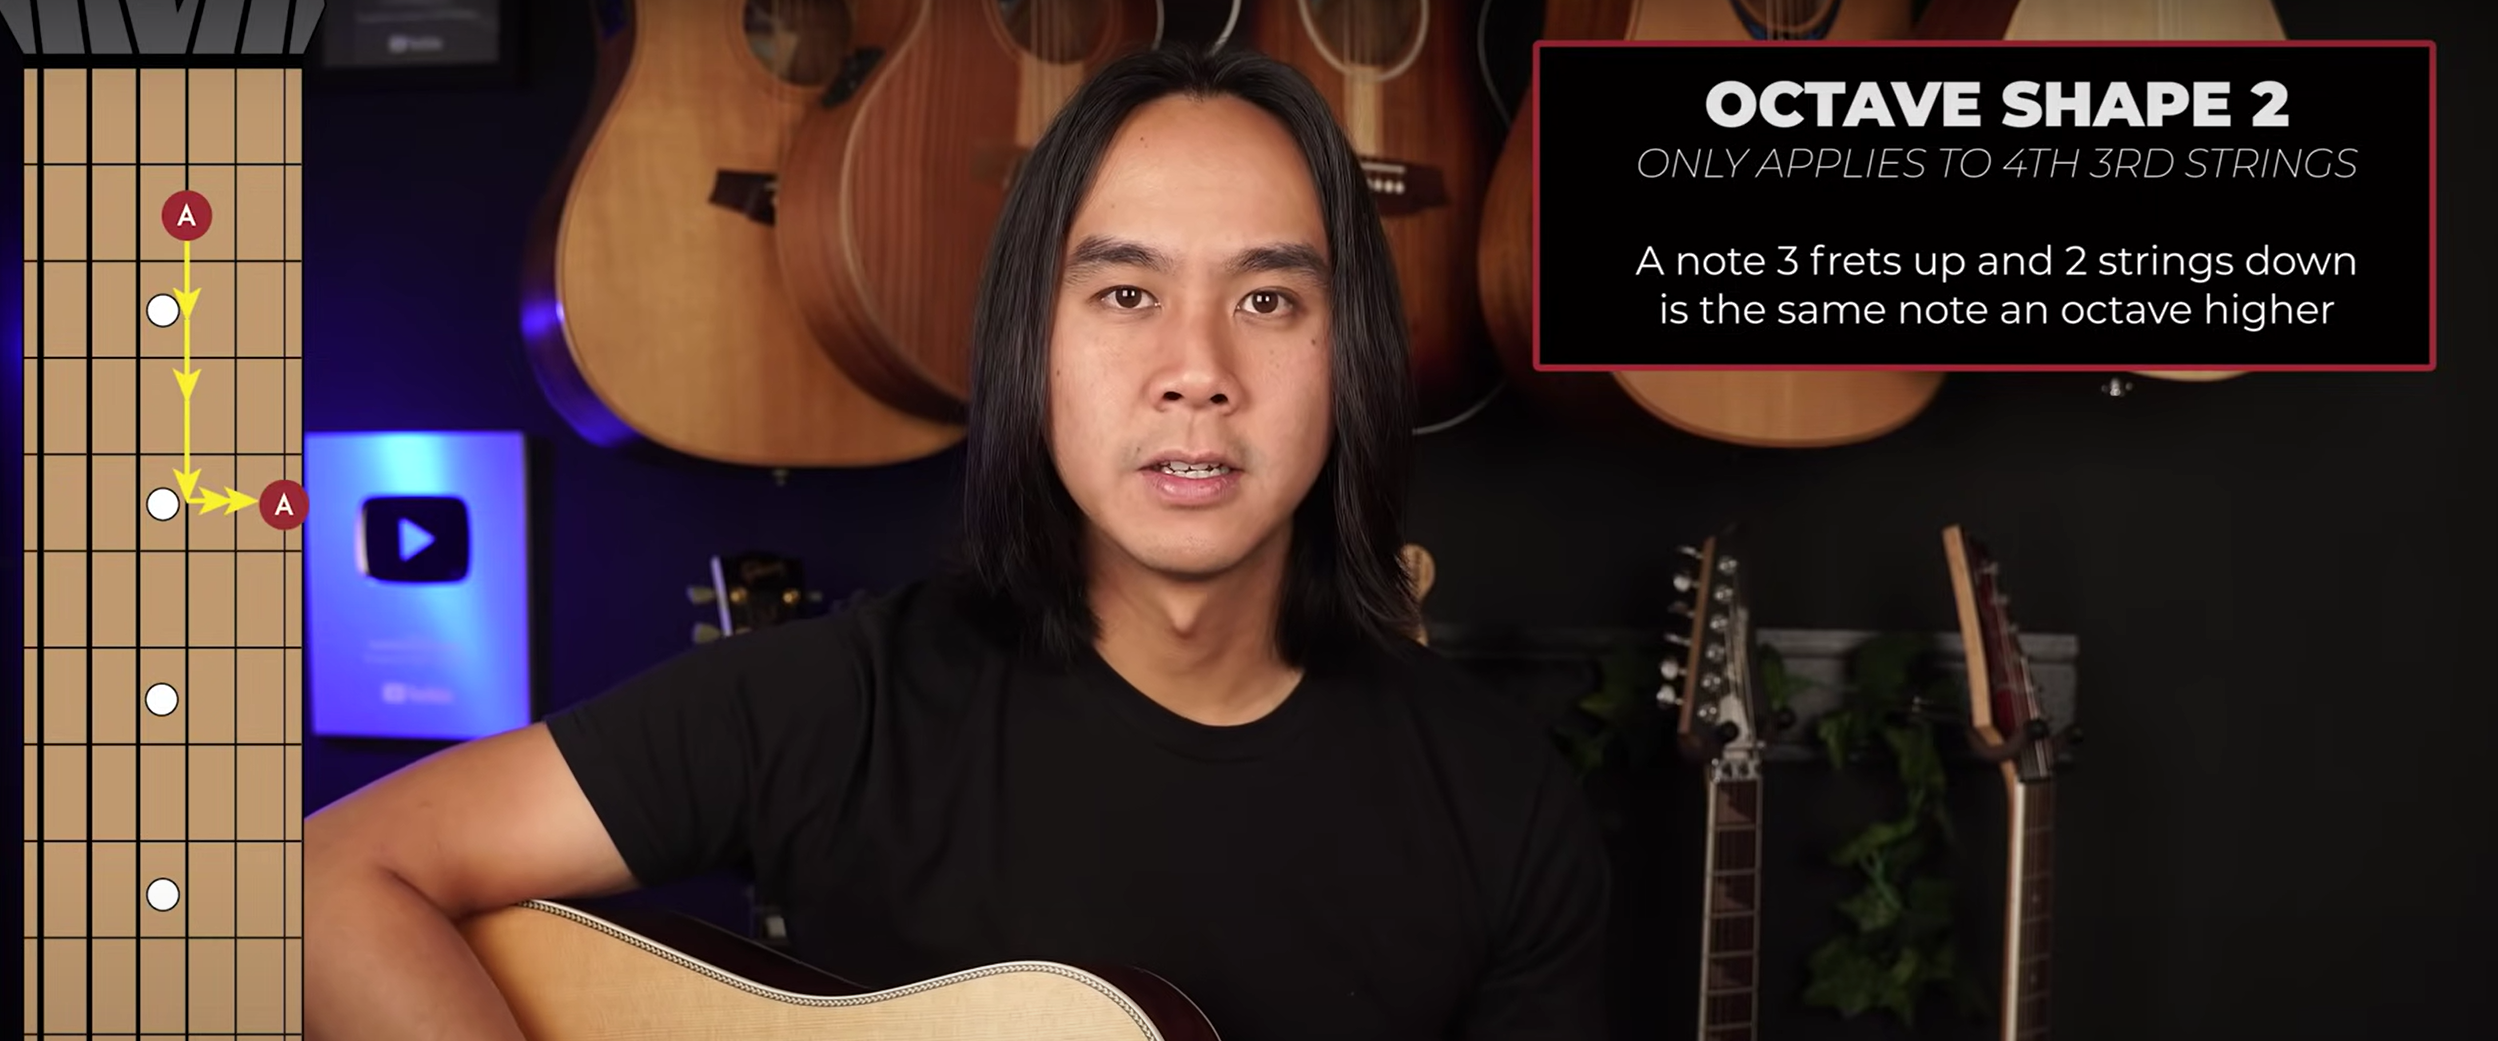 OCTAVE SHAPE 2
ONLY APPLIES TO 4TH 3RD STRINGS
A note 3 frets up and 2 strings down
is the same note an octave higher
A
A